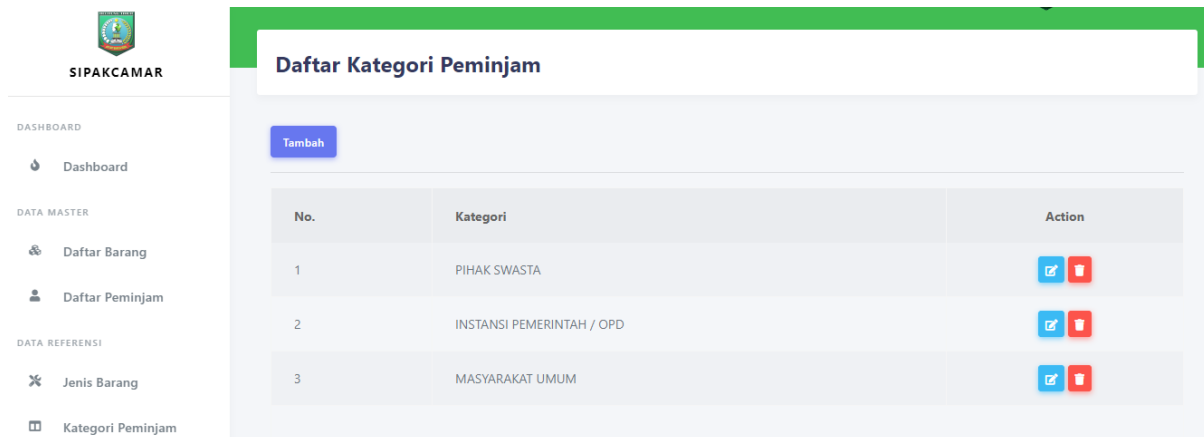 SIPAKCAMAR
DASHBOARD
Dashboard
DATA MASTER
Daftar Barang
Daftar Peminjam
DATA REFERENSI
Jenis Barang
Kategori Peminjam
Daftar Kategori Peminjam
Tambah
No. Kategori Action
1 PIHAK SWASTA
2 INSTANSI PEMERINTAH / OPD
3 MASYARAKAT UMUM